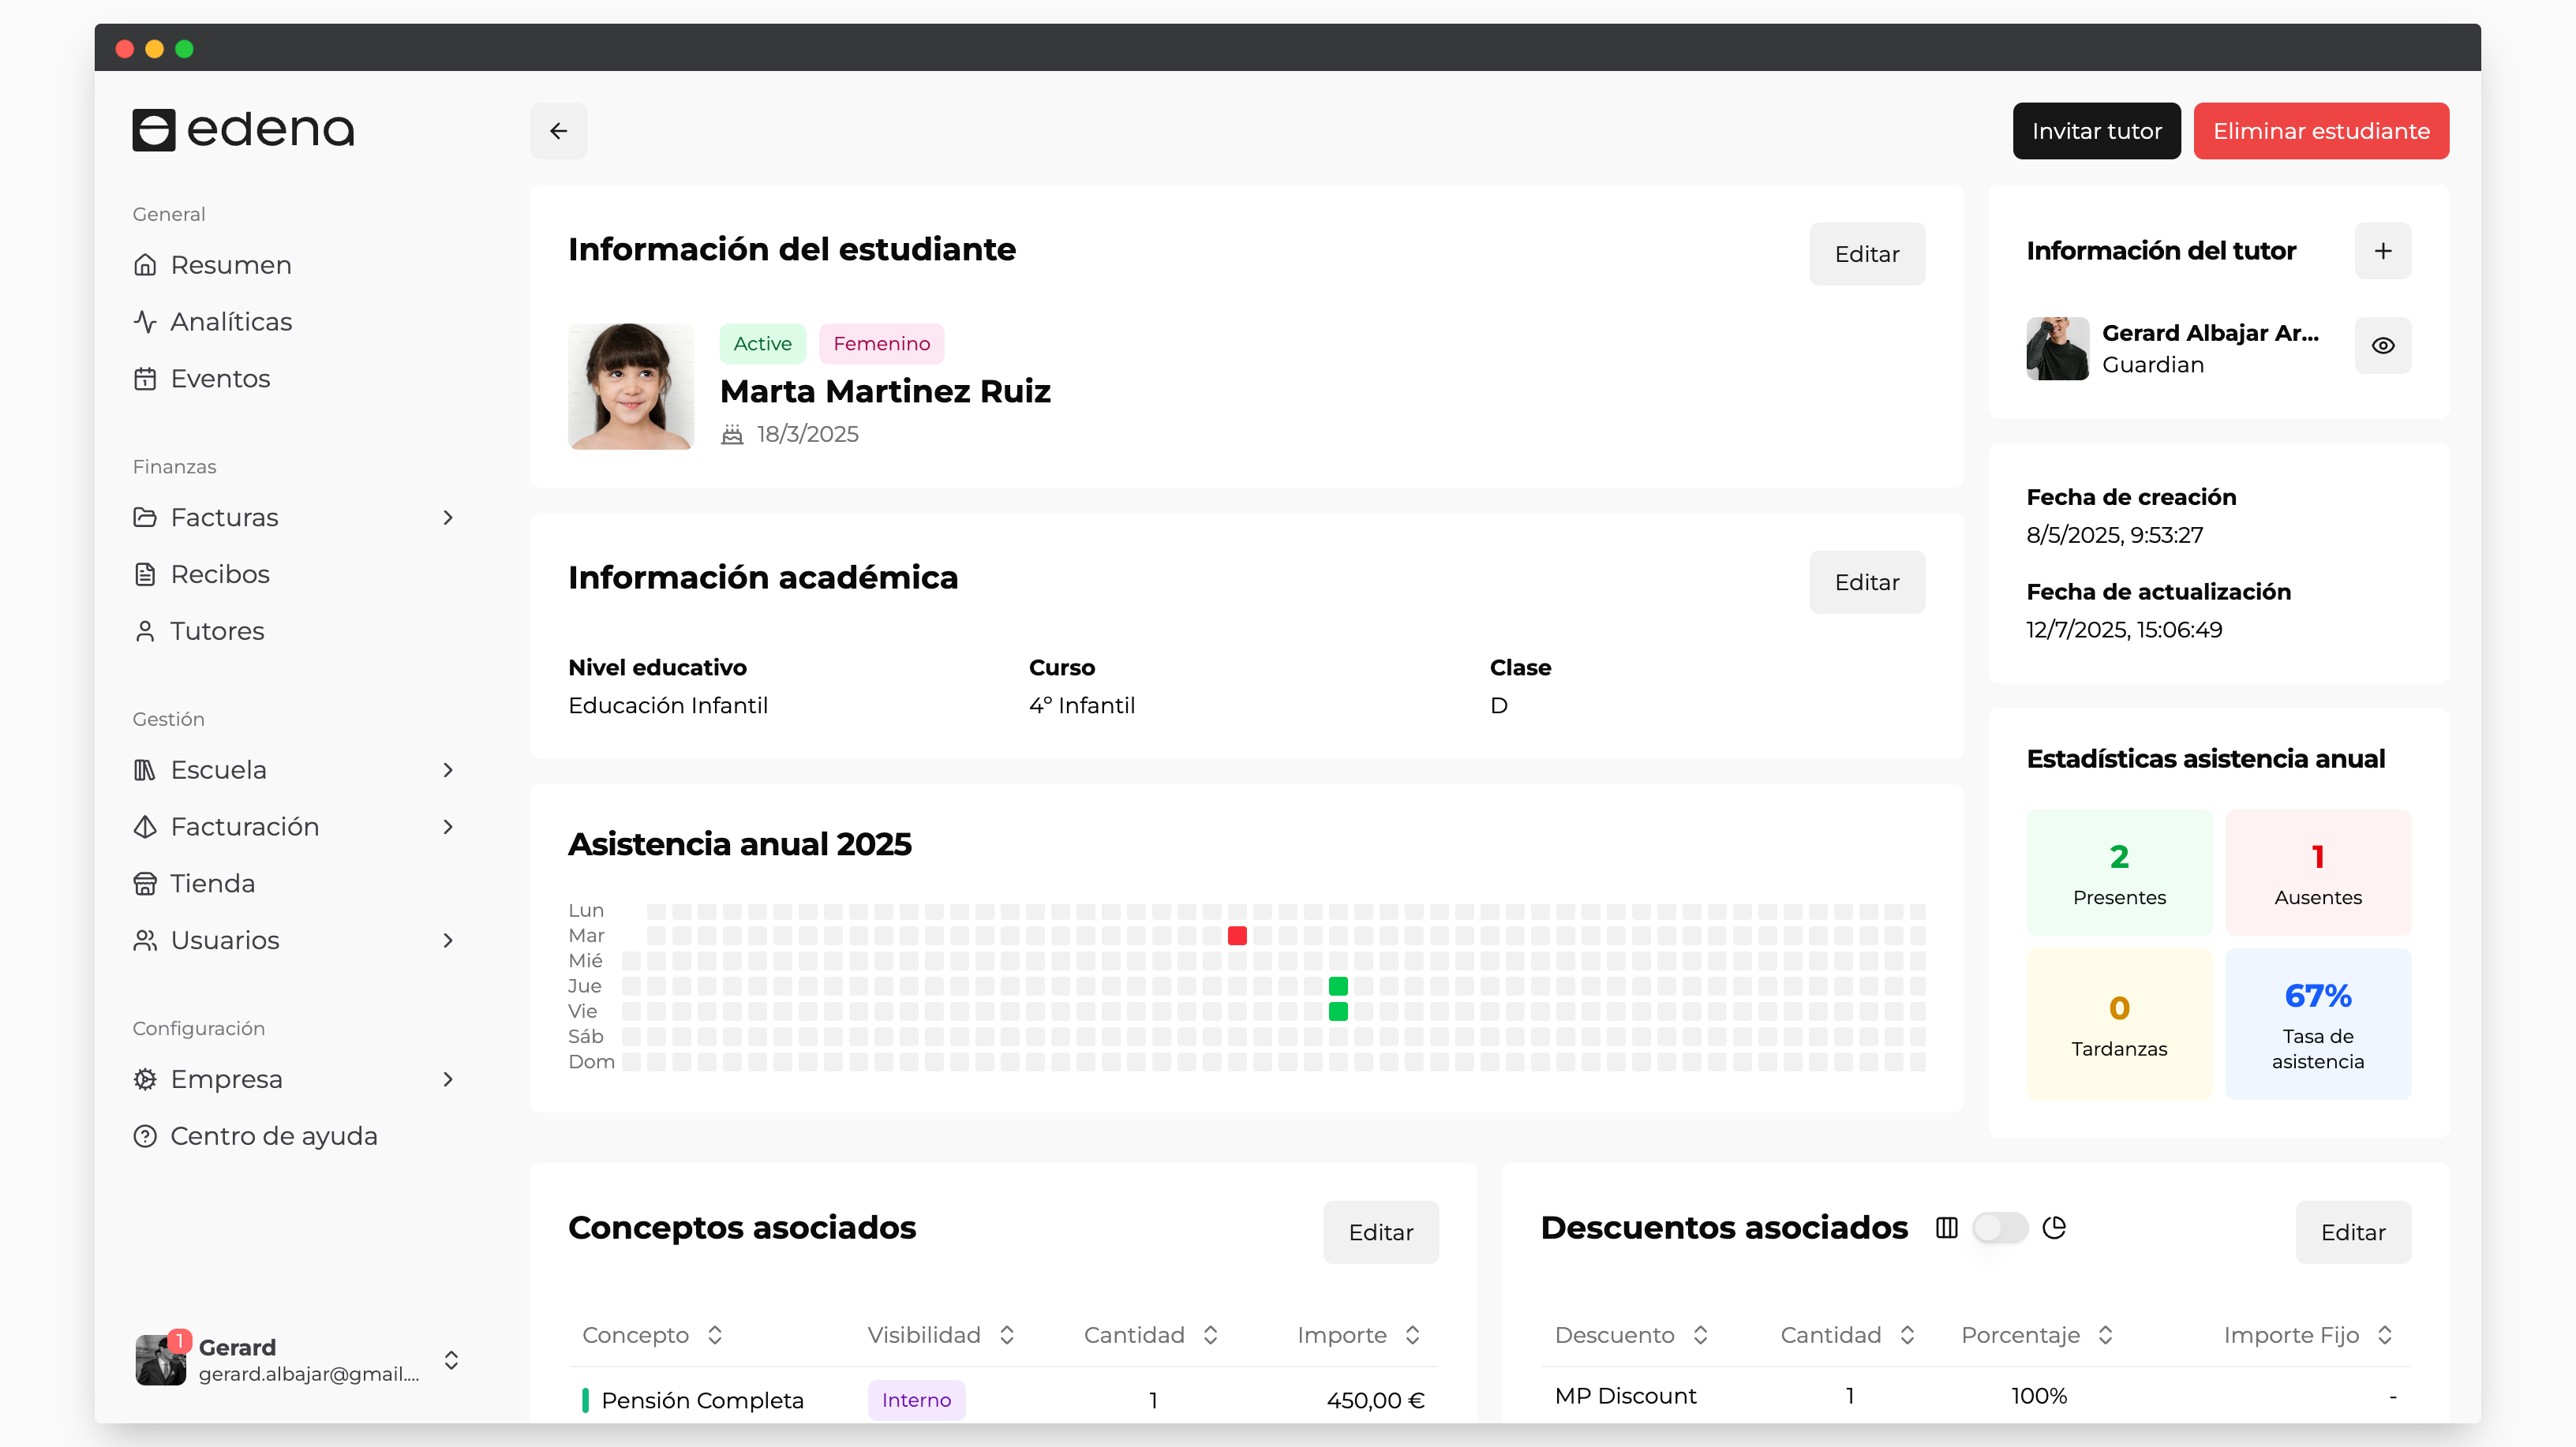 edena
General
Resumen
Analíticas
Eventos
Finanzas
Facturas
Recibos
Tutores
Gestión
Escuela
Facturación
Tienda
Usuarios
Configuración
Empresa
Centro de ayuda
1
Gerard
gerard.albajar@gmail....
Invitar tutor
Eliminar estudiante
Información del estudiante
Editar
Active
Femenino
Marta Martinez Ruiz
18/3/2025
Información académica
Editar
Nivel educativo
Educación Infantil
Curso
4º Infantil
Clase
D
Asistencia anual 2025
Lun
Mar
Mié
Jue
Vie
Sáb
Dom
Información del tutor
Gerard Albajar Ar...
Guardian
Fecha de creación
8/5/2025, 9:53:27
Fecha de actualización
12/7/2025, 15:06:49
Estadísticas asistencia anual
2
Presentes
1
Ausentes
0
Tardanzas
67%
Tasa de
asistencia
Conceptos asociados
Editar
Concepto Visibilidad Cantidad Importe
Pensión Completa Interno 1 450,00 €
Descuentos asociados
Editar
Descuento Cantidad Porcentaje Importe Fijo
MP Discount 1 100% -